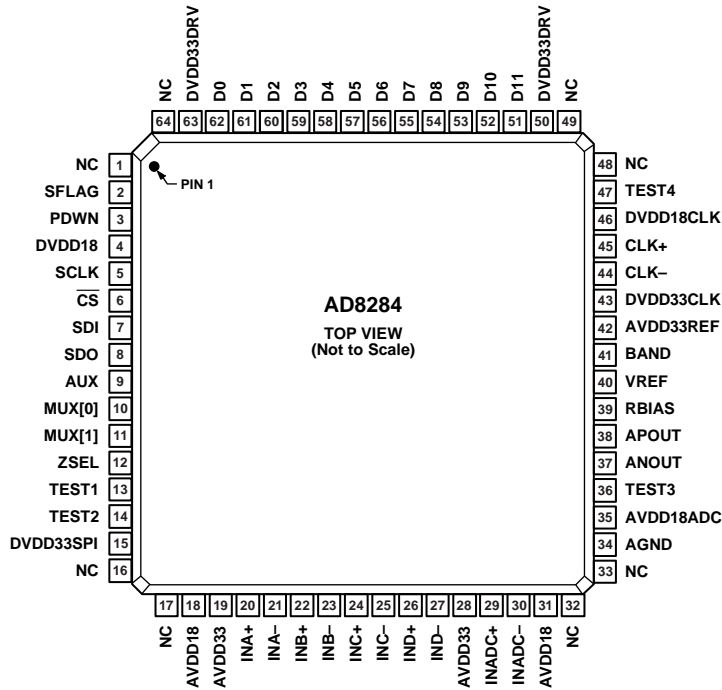 NC
DVDD33DRV
D0
D1
D2
D3
D4
D5
D6
D7
D8
D9
D10
D11
DVDD33DRV
NC
64 63 62 61 60 59 58 57 56 55 54 53 52 51 50 49
NC 1
SFLAG 2
PDWN 3
DVDD18 4
SCLK 5
CS 6
SDI 7
SDO 8
AUX 9
MUX[0] 10
MUX[1] 11
ZSEL 12
TEST1 13
TEST2 14
DVDD33SPI 15
NC 16
PIN 1
AD8284
TOP VIEW
(Not to Scale)
48 NC
47 TEST4
46 DVDD18CLK
45 CLK+
44 CLK–
43 DVDD33CLK
42 AVDD33REF
41 BAND
40 VREF
39 RBIAS
38 APOUT
37 ANOUT
36 TEST3
35 AVDD18ADC
34 AGND
33 NC
17 18 19 20 21 22 23 24 25 26 27 28 29 30 31 32
NC
AVDD18
AVDD33
INA+
INA–
INB+
INB–
INC+
INC–
IND+
IND–
AVDD33
INADC+
INADC–
AVDD18
NC